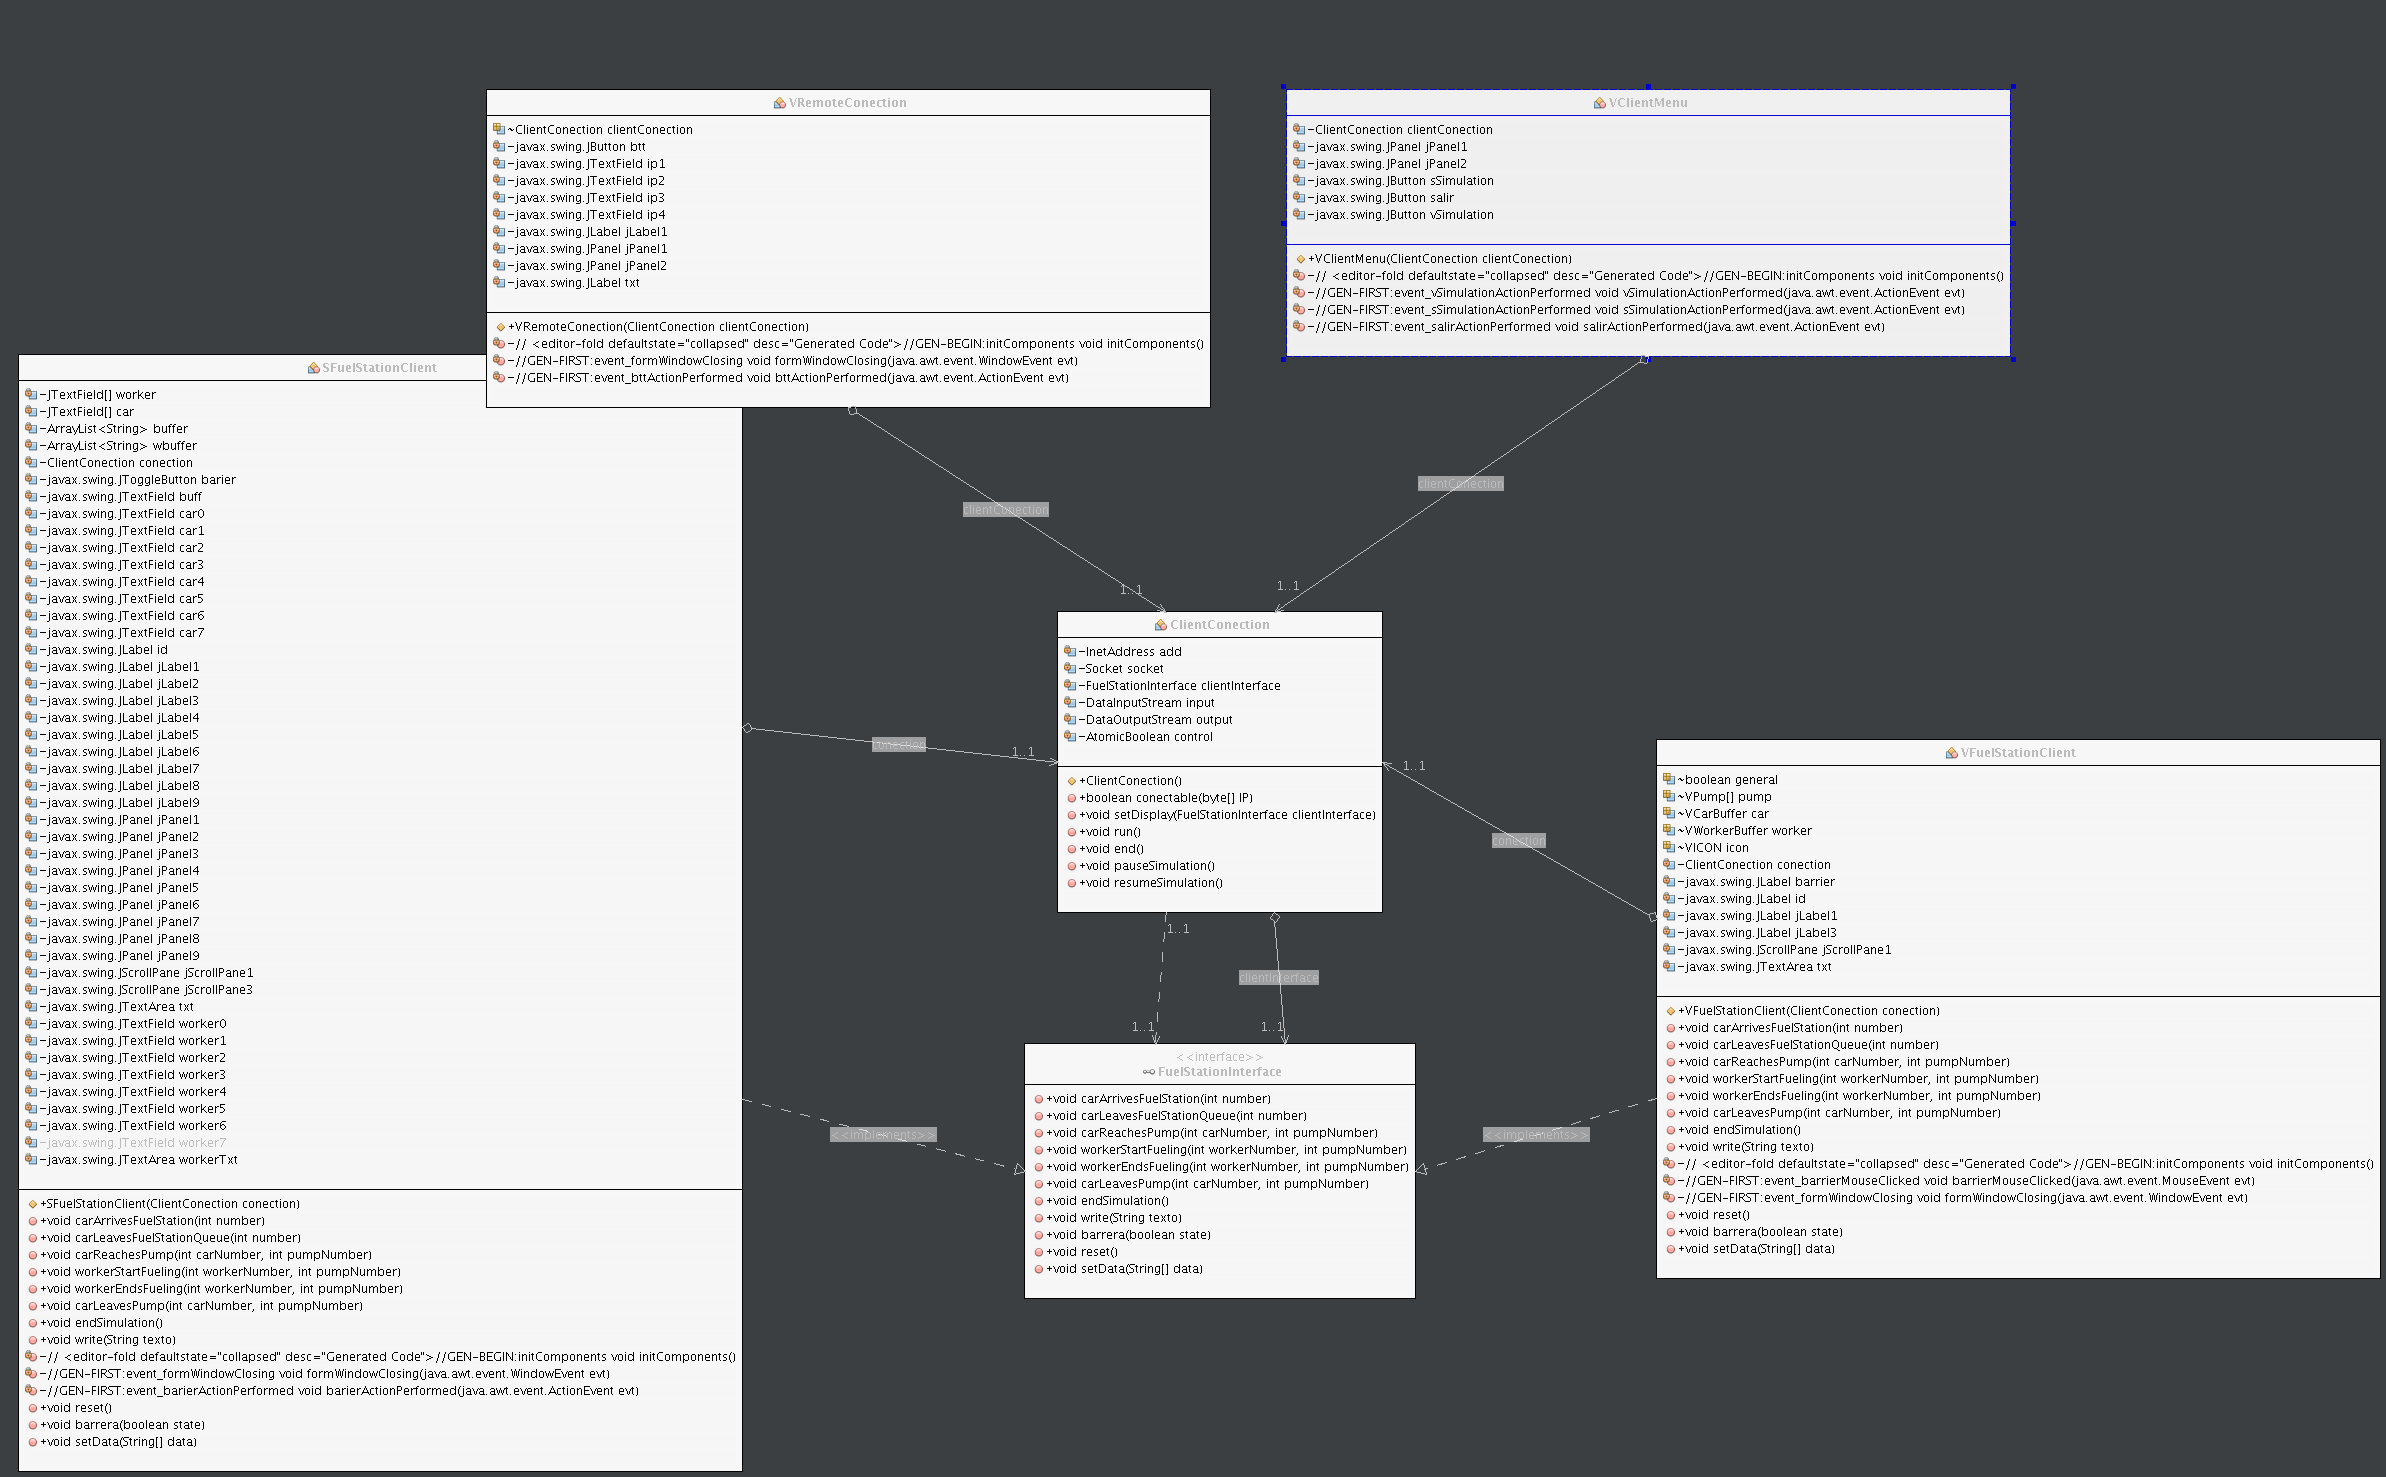 VRemoteConection
~ClientConection clientConection
-javax.swing.JButton btt
-javax.swing.JTextField ip1
-javax.swing.JTextField ip2
-javax.swing.JTextField ip3
-javax.swing.JTextField ip4
-javax.swing.JLabel jLabel1
-javax.swing.JPanel jPanel1
-javax.swing.JPanel jPanel2
-javax.swing.JLabel txt
+VRemoteConection(ClientConection clientConection)
-// <editor-fold defaultstate="collapsed" desc="Generated Code">//GEN-BEGIN:initComponents void initComponents()
-//GEN-FIRST:event_formWindowClosing void formWindowClosing(java.awt.event.WindowEvent evt)
-//GEN-FIRST:event_bttActionPerformed void bttActionPerformed(java.awt.event.ActionEvent evt)
VClientMenu
-ClientConection clientConection
-javax.swing.JPanel jPanel1
-javax.swing.JPanel jPanel2
-javax.swing.JButton sSimulation
-javax.swing.JButton salir
-javax.swing.JButton vSimulation
+VClientMenu(ClientConection clientConection)
-// <editor-fold defaultstate="collapsed" desc="Generated Code">//GEN-BEGIN:initComponents void initComponents()
-//GEN-FIRST:event_vSimulationActionPerformed void vSimulationActionPerformed(java.awt.event.ActionEvent evt)
-//GEN-FIRST:event_sSimulationActionPerformed void sSimulationActionPerformed(java.awt.event.ActionEvent evt)
-//GEN-FIRST:event_salirActionPerformed void salirActionPerformed(java.awt.event.ActionEvent evt)
SFuelStationClient
-JTextField[] worker
-JTextField[] car
-ArrayList<String> buffer
-ArrayList<String> wbuffer
-ClientConection conection
-javax.swing.JToggleButton barier
-javax.swing.JTextField buff
-javax.swing.JTextField car0
-javax.swing.JTextField car1
-javax.swing.JTextField car2
-javax.swing.JTextField car3
-javax.swing.JTextField car4
-javax.swing.JTextField car5
-javax.swing.JTextField car6
-javax.swing.JTextField car7
-javax.swing.JLabel id
-javax.swing.JLabel jLabel1
-javax.swing.JLabel jLabel2
-javax.swing.JLabel jLabel3
-javax.swing.JLabel jLabel4
-javax.swing.JLabel jLabel5
-javax.swing.JLabel jLabel6
-javax.swing.JLabel jLabel7
-javax.swing.JLabel jLabel8
-javax.swing.JLabel jLabel9
-javax.swing.JPanel jPanel1
-javax.swing.JPanel jPanel2
-javax.swing.JPanel jPanel3
-javax.swing.JPanel jPanel4
-javax.swing.JPanel jPanel5
-javax.swing.JPanel jPanel6
-javax.swing.JPanel jPanel7
-javax.swing.JPanel jPanel8
-javax.swing.JPanel jPanel9
-javax.swing.JScrollPane jScrollPane1
-javax.swing.JScrollPane jScrollPane3
-javax.swing.JTextArea txt
-javax.swing.JTextField worker0
-javax.swing.JTextField worker1
-javax.swing.JTextField worker2
-javax.swing.JTextField worker3
-javax.swing.JTextField worker4
-javax.swing.JTextField worker5
-javax.swing.JTextField worker6
-javax.swing.JTextField worker7
-javax.swing.JTextArea workerTxt
+SFuelStationClient(ClientConection conection)
+void carArrivesFuelStation(int number)
+void carLeavesFuelStationQueue(int number)
+void carReachesPump(int carNumber, int pumpNumber)
+void workerStartFueling(int workerNumber, int pumpNumber)
+void workerEndsFueling(int workerNumber, int pumpNumber)
+void carLeavesPump(int carNumber, int pumpNumber)
+void endSimulation()
+void write(String texto)
-// <editor-fold defaultstate="collapsed" desc="Generated Code">//GEN-BEGIN:initComponents void initComponents()
-//GEN-FIRST:event_formWindowClosing void formWindowClosing(java.awt.event.WindowEvent evt)
-//GEN-FIRST:event_barierActionPerformed void barierActionPerformed(java.awt.event.ActionEvent evt)
+void reset()
+void barrera(boolean state)
+void setData(String[] data)
clientConection
1..1
clientConection
1..1
conection
1..1
ClientConection
-InetAddress add
-Socket socket
-FuelStationInterface clientInterface
-DataInputStream input
-DataOutputStream output
-AtomicBoolean control
+ClientConection()
+boolean conectable(byte[] IP)
+void setDisplay(FuelStationInterface clientInterface)
+void run()
+void end()
+void pauseSimulation()
+void resumeSimulation()
1..1
conection
1..1
clientInterface
1..1
1..1
<<implements>>
<<implements>>
<<interface>>
FuelStationInterface
+void carArrivesFuelStation(int number)
+void carLeavesFuelStationQueue(int number)
+void carReachesPump(int carNumber, int pumpNumber)
+void workerStartFueling(int workerNumber, int pumpNumber)
+void workerEndsFueling(int workerNumber, int pumpNumber)
+void carLeavesPump(int carNumber, int pumpNumber)
+void endSimulation()
+void write(String texto)
+void barrera(boolean state)
+void reset()
+void setData(String[] data)
VFuelStationClient
~boolean general
~VPump[] pump
~VCarBuffer car
~VWorkerBuffer worker
~VICON icon
-ClientConection conection
-javax.swing.JLabel barrier
-javax.swing.JLabel id
-javax.swing.JLabel jLabel1
-javax.swing.JLabel jLabel3
-javax.swing.JScrollPane jScrollPane1
-javax.swing.JTextArea txt
+VFuelStationClient(ClientConection conection)
+void carArrivesFuelStation(int number)
+void carLeavesFuelStationQueue(int number)
+void carReachesPump(int carNumber, int pumpNumber)
+void workerStartFueling(int workerNumber, int pumpNumber)
+void workerEndsFueling(int workerNumber, int pumpNumber)
+void carLeavesPump(int carNumber, int pumpNumber)
+void endSimulation()
+void write(String texto)
-// <editor-fold defaultstate="collapsed" desc="Generated Code">//GEN-BEGIN:initComponents void initComponents()
-//GEN-FIRST:event_barrierMouseClicked void barrierMouseClicked(java.awt.event.MouseEvent evt)
-//GEN-FIRST:event_formWindowClosing void formWindowClosing(java.awt.event.WindowEvent evt)
+void reset()
+void barrera(boolean state)
+void setData(String[] data)